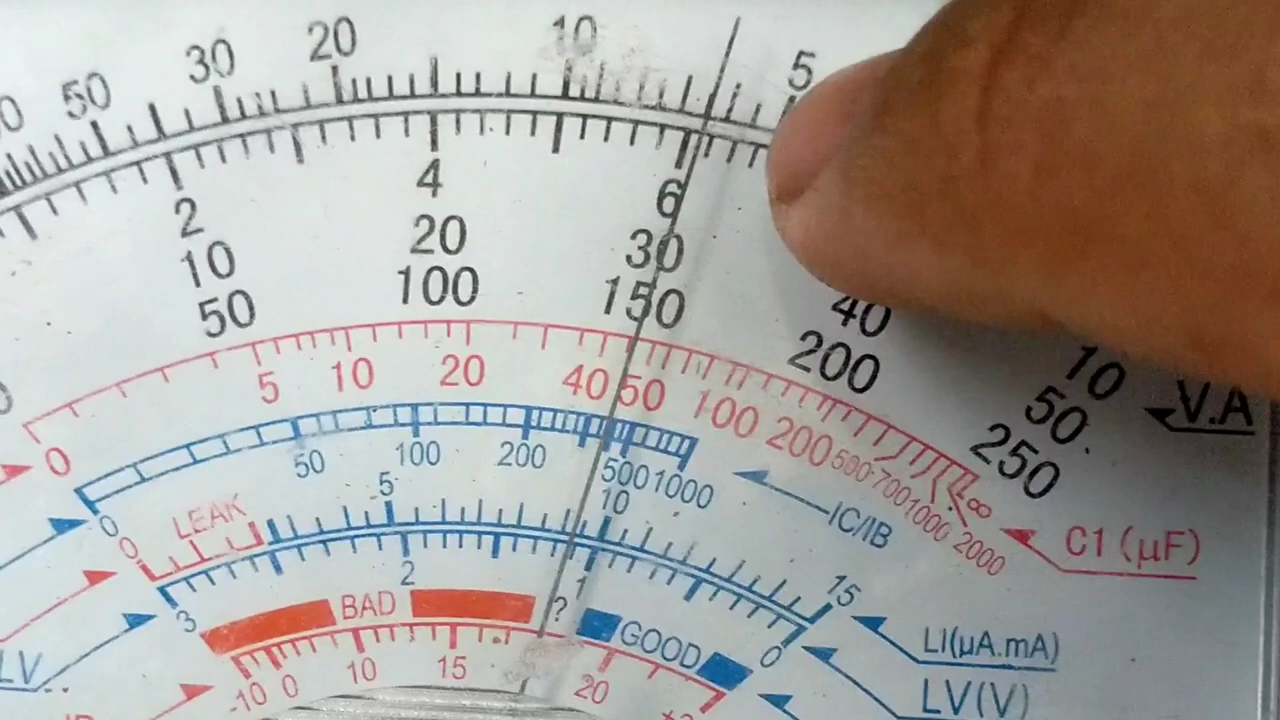 50 30 20 10 5
2 4 6
10 20 30 40 10
50 100 150 200 50
250
V.A
0 5 10 20 40 50 100 200 500 700 1000 2000 ∞
C1 (μF)
0 50 100 200 500 1000
IC/IB
0 LEAK
5 10 15
LI(μA.mA)
3 2 1 0
LV(V)
LV
BAD ? GOOD
-10 0 10 15 20